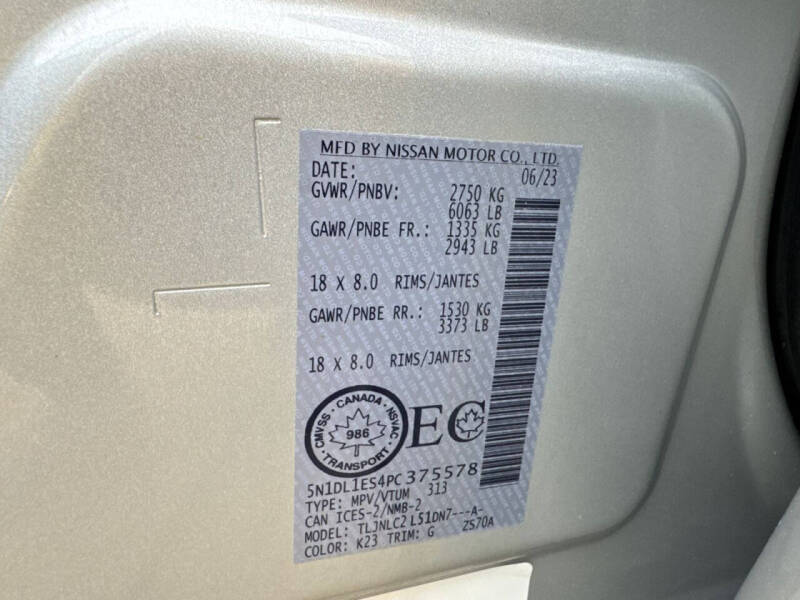 MFD BY NISSAN MOTOR CO., LTD.
DATE: 06/23
GVWR/PNBV: 2750 KG
6063 LB
GAWR/PNBE FR.: 1335 KG
2943 LB
18 X 8.0 RIMS/JANTES
GAWR/PNBE RR.: 1530 KG
3373 LB
18 X 8.0 RIMS/JANTES
CANADA
CMVSS 986 NSVAC
TRANSPORT
EC
5N1DL1ES4PC375578
TYPE: MPV/VTUM 313
CAN ICES-2/NMB-2
MODEL: TLJNLC2 L51DN7---A-
COLOR: K23 TRIM: G ZS70A